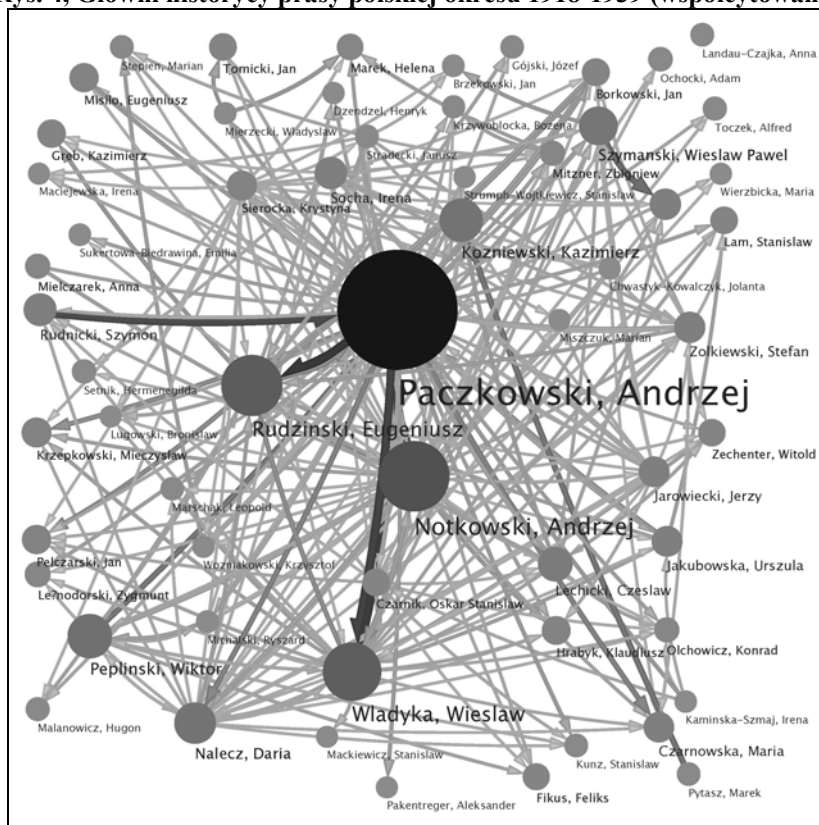 Rys. 4, Główni historycy prasy polskiej okresu 1918-1939 (współcytowan
Landau-Czajka, Anna
Stepien, Marian
Tomicki, Jan
Marek, Helena
Gójski, Józef
Brzekowski, Jan
Ochocki, Adam
Misilo, Eugeniusz
Borkowski, Jan
Dzendzel, Henryk
Mierzecki, Wladyslaw
Krzywoblocka, Bozena
Toczek, Alfred
Greb, Kazimierz
Stradecki, Janusz
Szymanski, Wieslaw Pawel
Mitzner, Zbigniew
Maciejewska, Irena
Socha, Irena
Sierocka, Krystyna
Strumph-Wojtkiewicz, Stanislaw
Wierzbicka, Maria
Lam, Stanislaw
Sukertowa-Biedrawina, Emilia
Kozniewski, Kazimierz
Mielczarek, Anna
Chwastyk-Kowalczyk, Jolanta
Rudnicki, Szymon
Miszczuk, Marian
Zolkiewski, Stefan
Setnik, Hermenegilda
Paczkowski, Andrzej
Rudzinski, Eugeniusz
Lugowski, Bronislaw
Krzepkowski, Mieczyslaw
Zechenter, Witold
Jarowiecki, Jerzy
Marschak, Leopold
Notkowski, Andrzej
Pelczarski, Jan
Wozniakowski, Krzysztof
Jakubowska, Urszula
Le?nodorski, Zygmunt
Lechicki, Czeslaw
Czarnik, Oskar Stanislaw
Michalski, Ryszard
Hrabyk, Klaudiusz
Olchowicz, Konrad
Peplinski, Wiktor
Wladyka, Wieslaw
Kaminska-Szmaj, Irena
Malanowicz, Hugon
Nalecz, Daria
Mackiewicz, Stanislaw
Czarnowska, Maria
Kunz, Stanislaw
Pytasz, Marek
Pakentreger, Aleksander
Fikus, Feliks